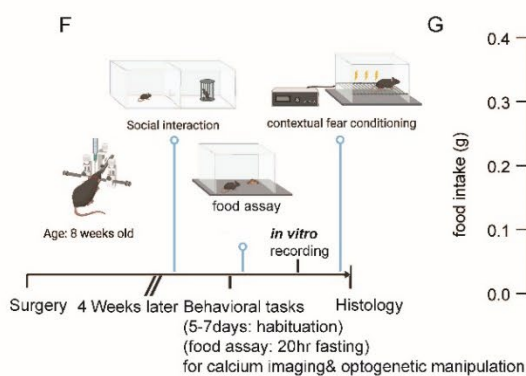 F
Social interaction
contextual fear conditioning
food assay
Age: 8 weeks old
in vitro
recording
Surgery 4 Weeks later Behavioral tasks Histology
(5-7days: habituation)
(food assay: 20hr fasting)
for calcium imaging& optogenetic manipulation
G
food intake (g)
0.4
0.3
0.2
0.1
0.0